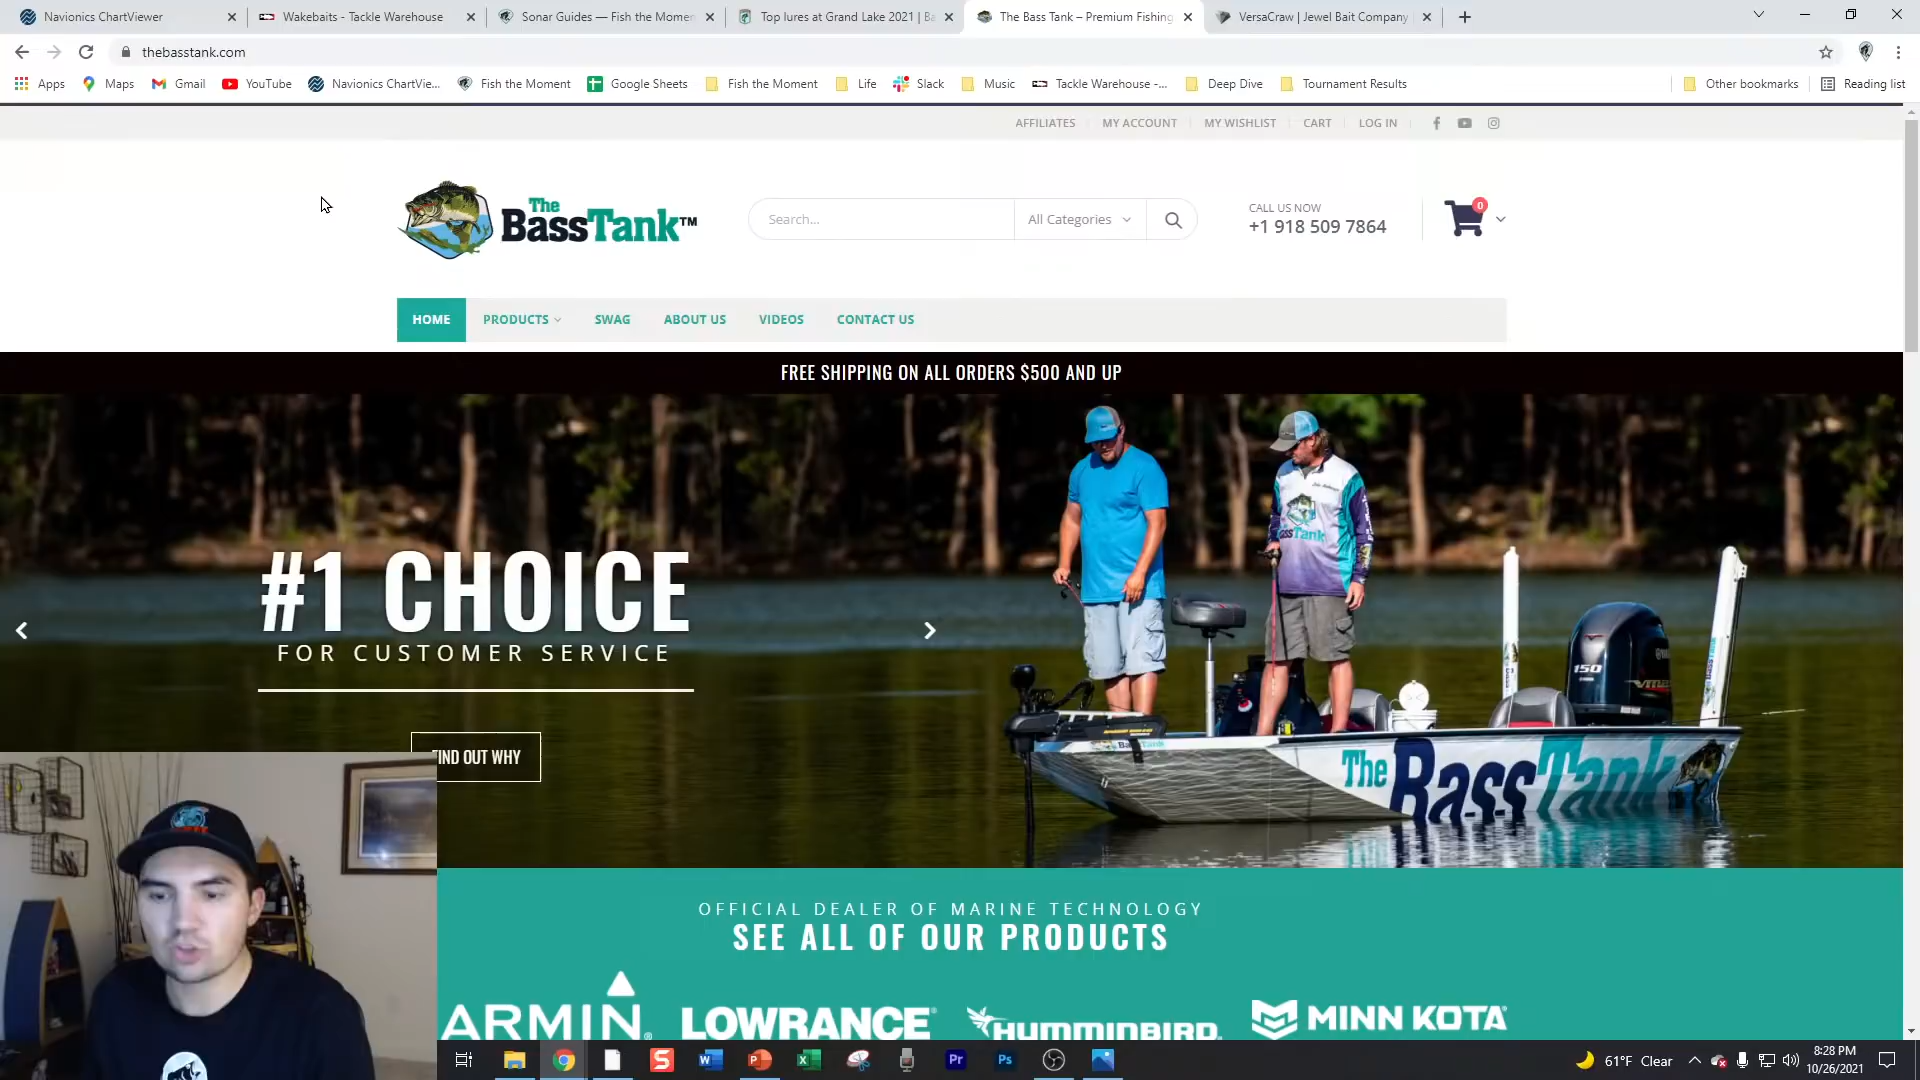 Navionics ChartViewer
Wakebaits - Tackle Warehouse
Sonar Guides — Fish the Momen
Top lures at Grand Lake 2021 | Ba
The Bass Tank – Premium Fishing
VersaCraw | Jewel Bait Company
thebasstank.com
Apps
Maps
Gmail
YouTube
Navionics ChartVie...
Fish the Moment
Google Sheets
Fish the Moment
Life
Slack
Music
Tackle Warehouse -...
Deep Dive
Tournament Results
Other bookmarks
Reading list
AFFILIATES
MY ACCOUNT
MY WISHLIST
CART
LOG IN
The
BassTank™
Search...
All Categories
CALL US NOW
+1 918 509 7864
0
HOME
PRODUCTS
SWAG
ABOUT US
VIDEOS
CONTACT US
FREE SHIPPING ON ALL ORDERS $500 AND UP
#1 CHOICE
FOR CUSTOMER SERVICE
IND OUT WHY
BassTank
150
VMAX
The BassTank
OFFICIAL DEALER OF MARINE TECHNOLOGY
SEE ALL OF OUR PRODUCTS
ARMIN®
LOWRANCE®
HUMMINBIRD®
MINN KOTA
61°F Clear
8:28 PM
10/26/2021